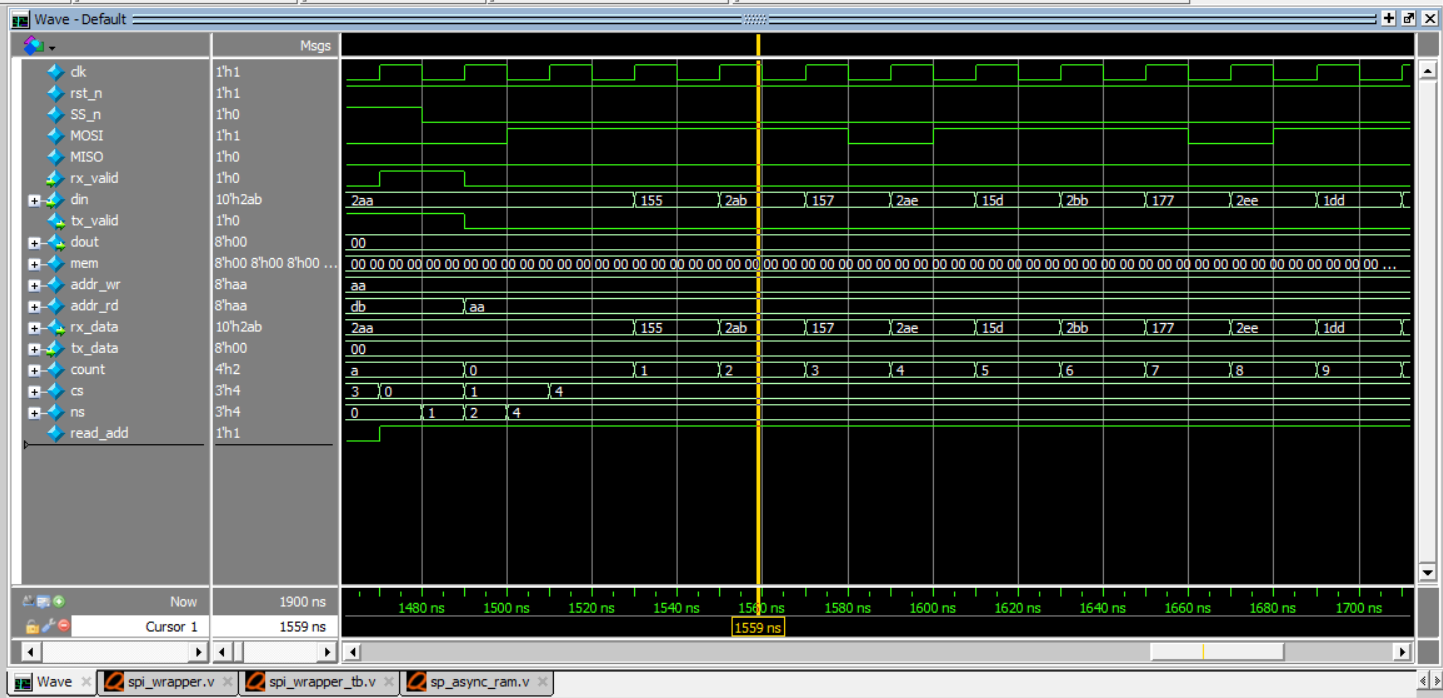 Wave - Default
Msgs
clk 1'h1
rst_n 1'h1
SS_n 1'h0
MOSI 1'h1
MISO 1'h0
rx_valid 1'h0
din 10'h2ab 2aa 155 2ab 157 2ae 15d 2bb 177 2ee 1dd
tx_valid 1'h0
dout 8'h00 00
mem 8'h00 8'h00 8'h00 ... 00 00 00 00 00 00 00 00 00 00 00 00 00 00 00 00 00 00 00 00 00 00 00 00 00 00 00 00 00 00 00 00 00 00 00 00 00 00 00 00 00 00 00 00 00 00 00 00 00 00 00 00 00 00 00 ...
addr_wr 8'haa aa
addr_rd 8'haa db aa
rx_data 10'h2ab 2aa 155 2ab 157 2ae 15d 2bb 177 2ee 1dd
tx_data 8'h00 00
count 4'h2 a 0 1 2 3 4 5 6 7 8 9
cs 3'h4 3 0 1 4
ns 3'h4 0 1 2 4
read_add 1'h1
Now 1900 ns 1480 ns 1500 ns 1520 ns 1540 ns 1560 ns 1580 ns 1600 ns 1620 ns 1640 ns 1660 ns 1680 ns 1700 ns
Cursor 1 1559 ns 1559 ns
Wave spi_wrapper.v spi_wrapper_tb.v sp_async_ram.v